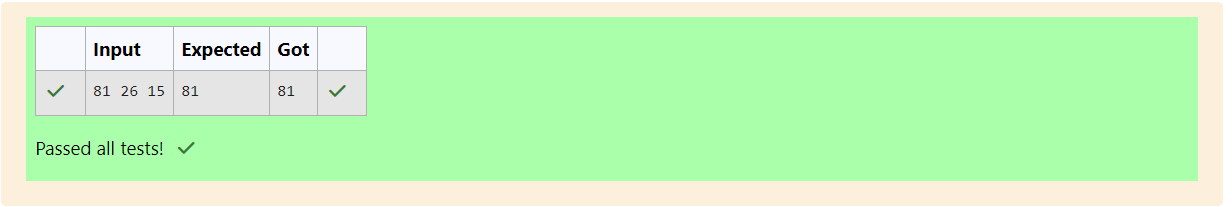 Input Expected Got
81 26 15 81 81
Passed all tests!